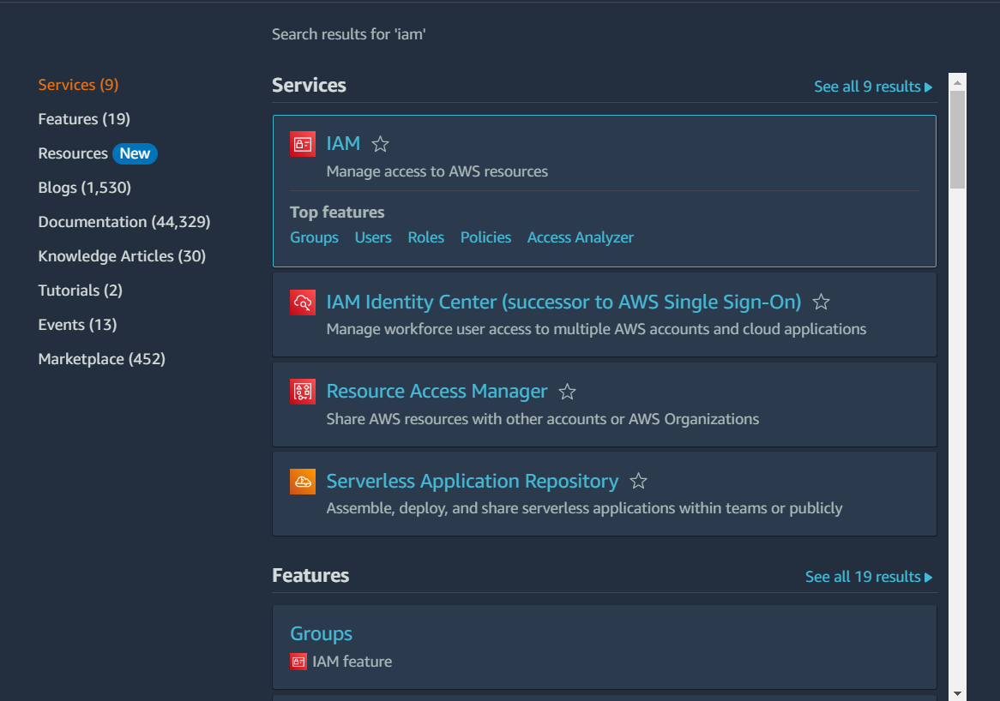 Search results for 'iam'
Services (9)
Features (19)
Resources New
Blogs (1,530)
Documentation (44,329)
Knowledge Articles (30)
Tutorials (2)
Events (13)
Marketplace (452)
Services
See all 9 results
IAM
Manage access to AWS resources
Top features
Groups Users Roles Policies Access Analyzer
IAM Identity Center (successor to AWS Single Sign-On)
Manage workforce user access to multiple AWS accounts and cloud applications
Resource Access Manager
Share AWS resources with other accounts or AWS Organizations
Serverless Application Repository
Assemble, deploy, and share serverless applications within teams or publicly
Features
See all 19 results
Groups
IAM feature